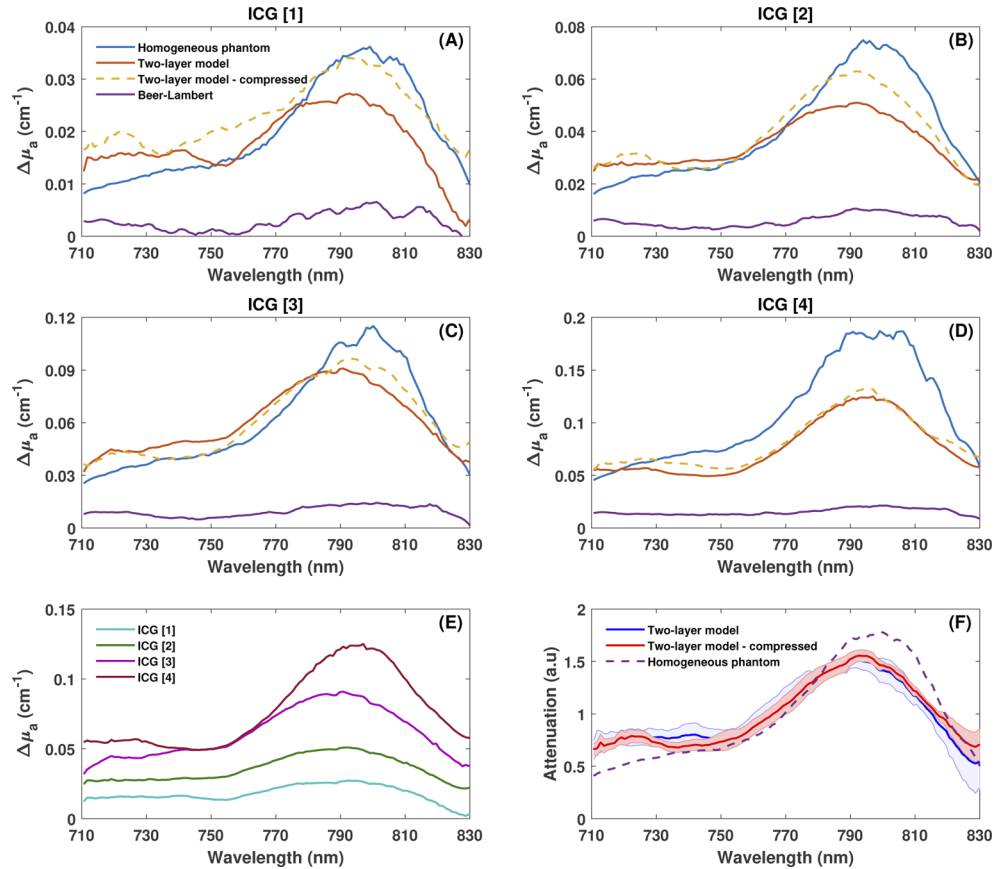 ICG [1]
(A)
Homogeneous phantom
Two-layer model
Two-layer model - compressed
Beer-Lambert
Δμa (cm-1)
0.04
0.03
0.02
0.01
0
710 730 750 770 790 810 830
Wavelength (nm)
ICG [2]
(B)
Δμa (cm-1)
0.08
0.06
0.04
0.02
0
710 730 750 770 790 810 830
Wavelength (nm)
ICG [3]
(C)
Δμa (cm-1)
0.12
0.09
0.06
0.03
0
710 730 750 770 790 810 830
Wavelength (nm)
ICG [4]
(D)
Δμa (cm-1)
0.2
0.15
0.1
0.05
0
710 730 750 770 790 810 830
Wavelength (nm)
(E)
ICG [1]
ICG [2]
ICG [3]
ICG [4]
Δμa (cm-1)
0.15
0.1
0.05
0
710 730 750 770 790 810 830
Wavelength (nm)
(F)
Two-layer model
Two-layer model - compressed
Homogeneous phantom
Attenuation (a.u)
2
1.5
1
0.5
0
710 730 750 770 790 810 830
Wavelength (nm)